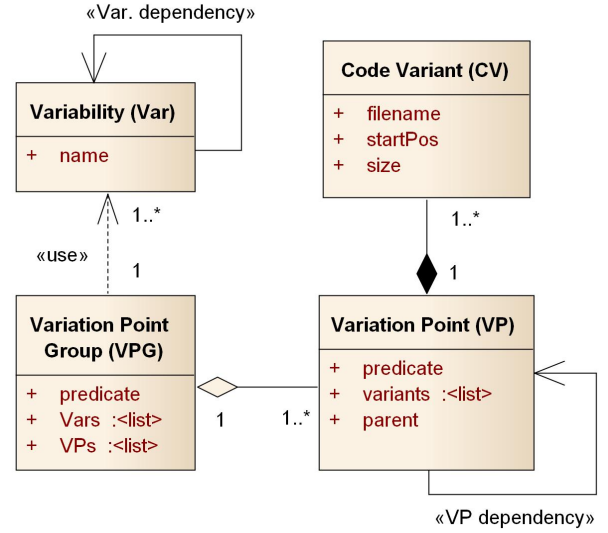 «Var. dependency»
Variability (Var)
+ name
Code Variant (CV)
+ filename
+ startPos
+ size
1..*
«use»
1
1..*
1
Variation Point
Group (VPG)
+ predicate
+ Vars :<list>
+ VPs :<list>
1
1..*
Variation Point (VP)
+ predicate
+ variants :<list>
+ parent
«VP dependency»